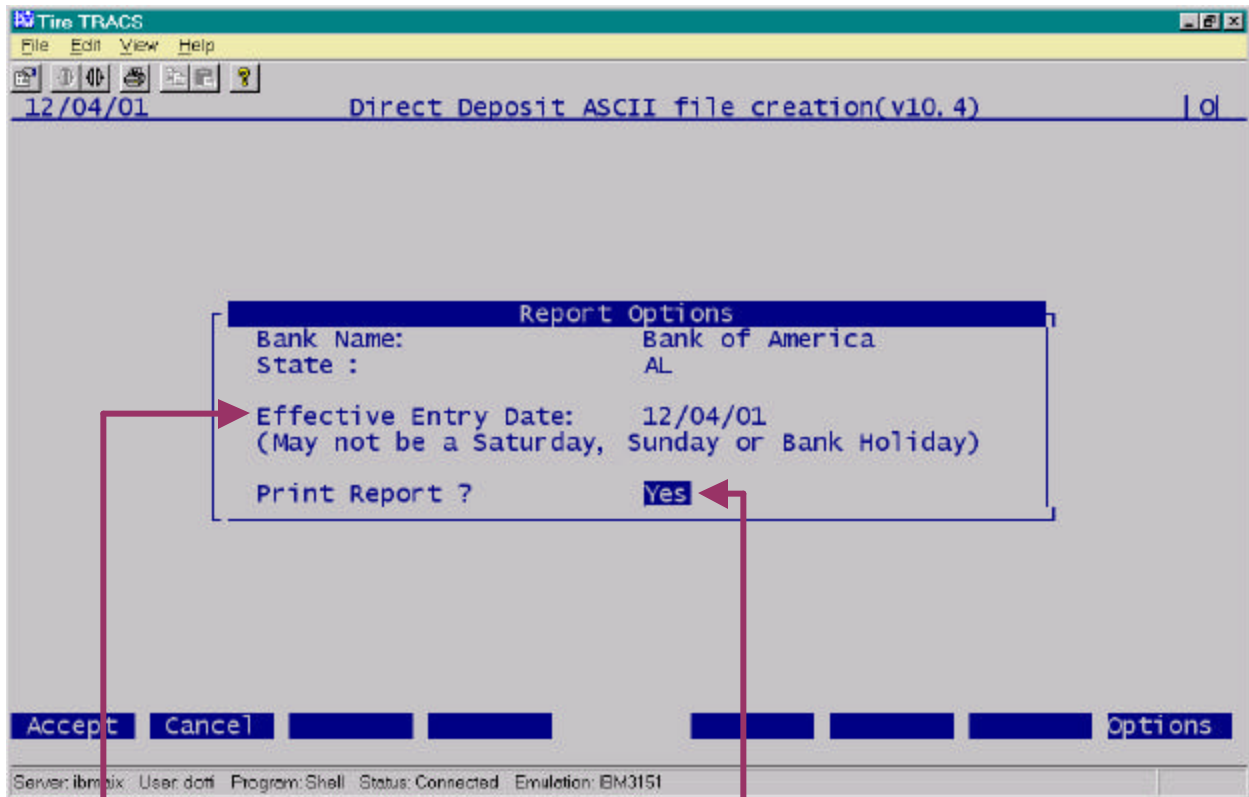 Tire TRACS
File Edit View Help
12/04/01 Direct Deposit ASCII file creation(v10.4) |O|
Report Options
Bank Name: Bank of America
State : AL
Effective Entry Date: 12/04/01
(May not be a Saturday, Sunday or Bank Holiday)
Print Report ? Yes
Accept Cancel Options
Server: ibmaix User: dotti Program: Shell Status: Connected Emulation: IBM3151